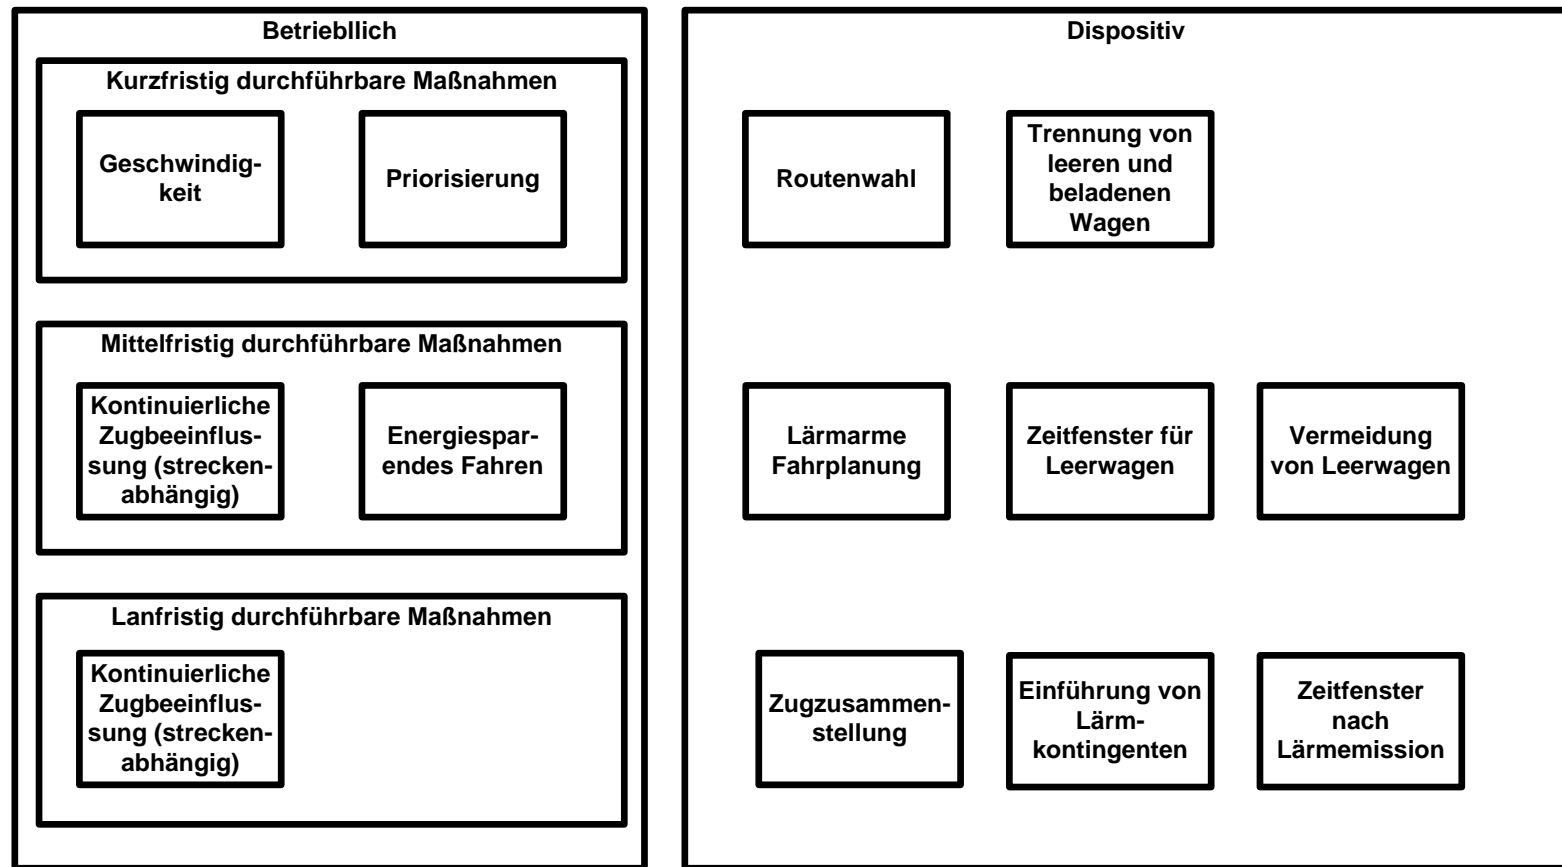 Betriebllich
Kurzfristig durchführbare Maßnahmen
Geschwindig-
keit
Priorisierung
Mittelfristig durchführbare Maßnahmen
Kontinuierliche
Zugbeeinflus-
sung (strecken-
abhängig)
Energiespar-
endes Fahren
Lanfristig durchführbare Maßnahmen
Kontinuierliche
Zugbeeinflus-
sung (strecken-
abhängig)
Dispositiv
Routenwahl
Trennung von
leeren und
beladenen
Wagen
Lärmarme
Fahrplanung
Zeitfenster für
Leerwagen
Vermeidung
von Leerwagen
Zugzusammen-
stellung
Einführung von
Lärm-
kontingenten
Zeitfenster
nach
Lärmemission